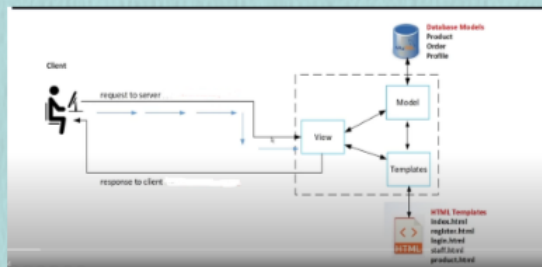 Database Models
Product
Order
Profile
Client
request to server
Model
View
Templates
response to client
HTML Templates
index.html
register.html
login.html
staff.html
product.html
HTML